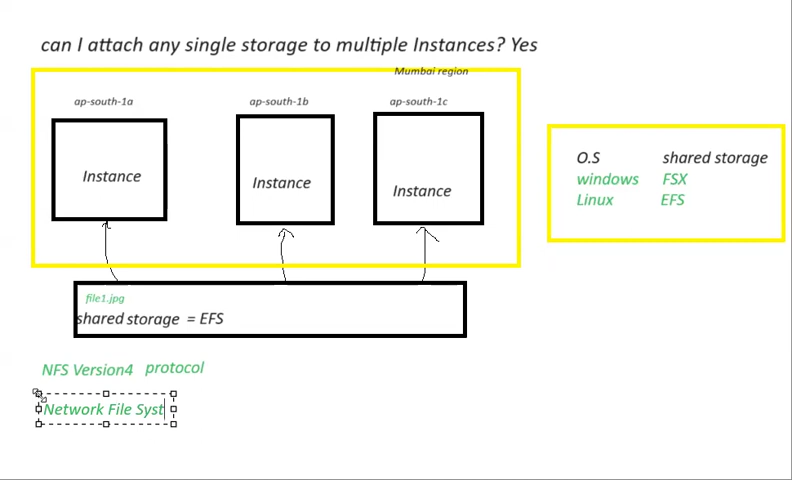 can I attach any single storage to multiple Instances? Yes
Mumbai region
ap-south-1a
ap-south-1b
ap-south-1c
Instance
Instance
Instance
O.S shared storage
windows FSX
Linux EFS
file1.jpg
shared storage = EFS
NFS Version4 protocol
Network File Syst